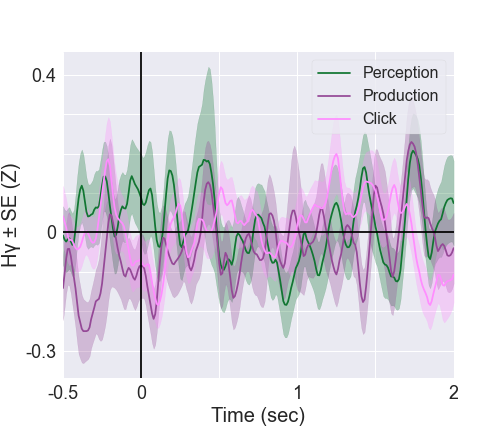 Perception
Production
Click
Hγ ± SE (Z)
0.4
0
-0.3
-0.5
0
1
2
Time (sec)